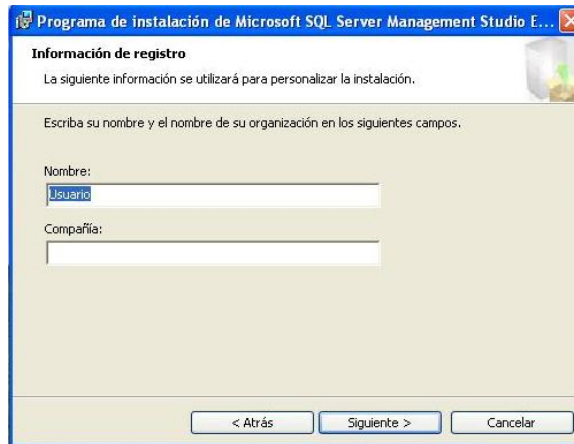 Programa de instalación de Microsoft SQL Server Management Studio E...
Información de registro
La siguiente información se utilizará para personalizar la instalación.
Escriba su nombre y el nombre de su organización en los siguientes campos.
Nombre:
Usuario
Compañía:
< Atrás
Siguiente >
Cancelar